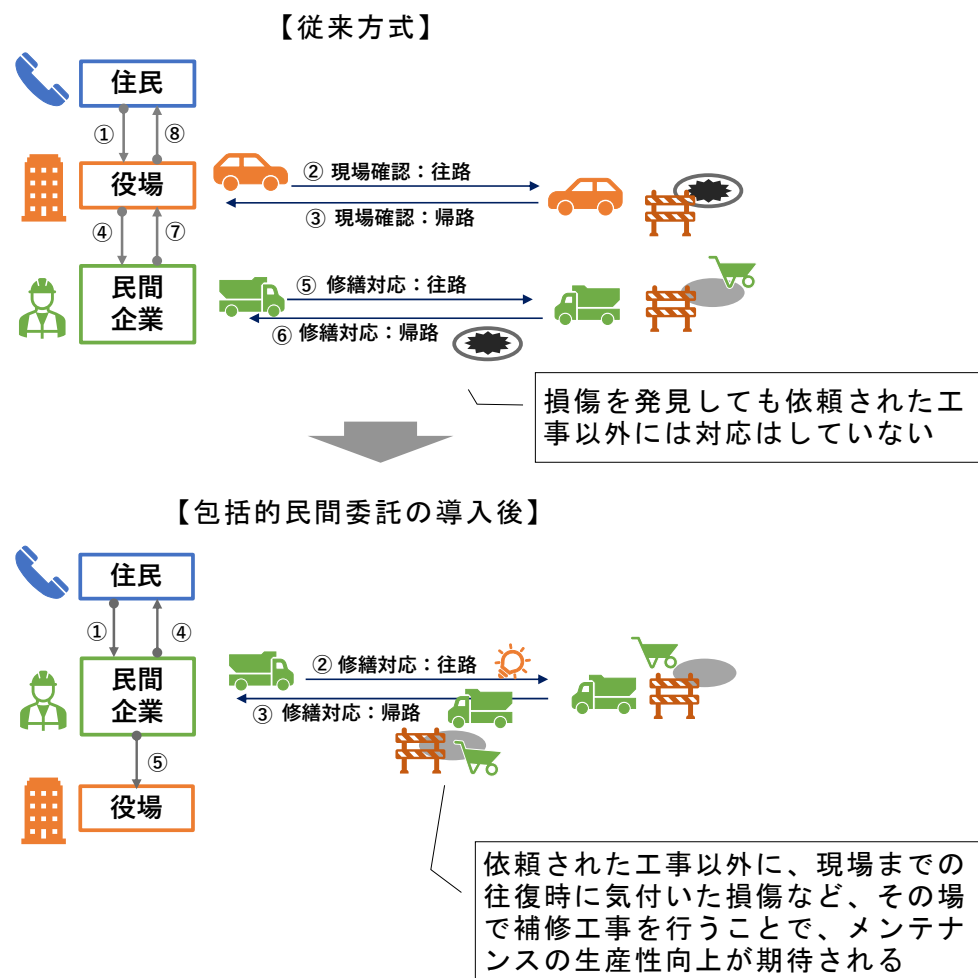 【従来方式】
住民
① ⑧
役場
② 現場確認：往路
③ 現場確認：帰路
④ ⑦
民間
企業
⑤ 修繕対応：往路
⑥ 修繕対応：帰路
損傷を発見しても依頼された工
事以外には対応はしていない
【包括的民間委託の導入後】
住民
① ④
民間
企業
② 修繕対応：往路
③ 修繕対応：帰路
⑤
役場
依頼された工事以外に、現場までの
往復時に気付いた損傷など、その場
で補修工事を行うことで、メンテナ
ンスの生産性向上が期待される